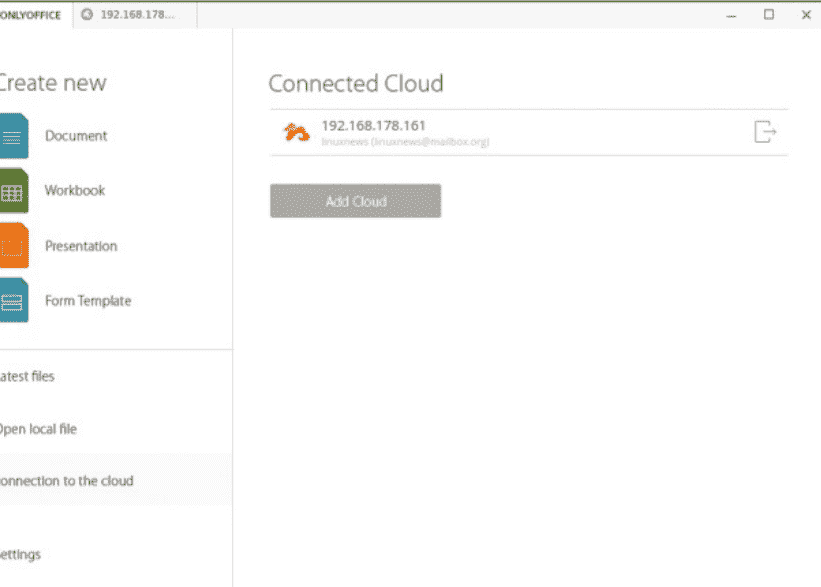 ONLYOFFICE
192.168.178...
Create new
Document
Workbook
Presentation
Form Template
atest files
Open local file
onnection to the cloud
ettings
Connected Cloud
192.168.178.161
linuxnews (linuxnews@mailbox.org)
Add Cloud